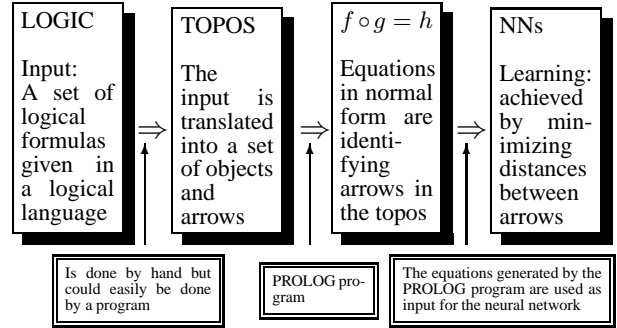 LOGIC
Input:
A set of
logical
formulas
given in
a logical
language
⇒
TOPOS
The
input is
translated
into a set
of objects
and
arrows
⇒
f ∘ g = h
Equations
in normal
form are
identi-
fying
arrows in
the topos
⇒
NNs
Learning:
achieved
by min-
imizing
distances
between
arrows
Is done by hand but
could easily be done
by a program
PROLOG pro-
gram
The equations generated by the
PROLOG program are used as
input for the neural network